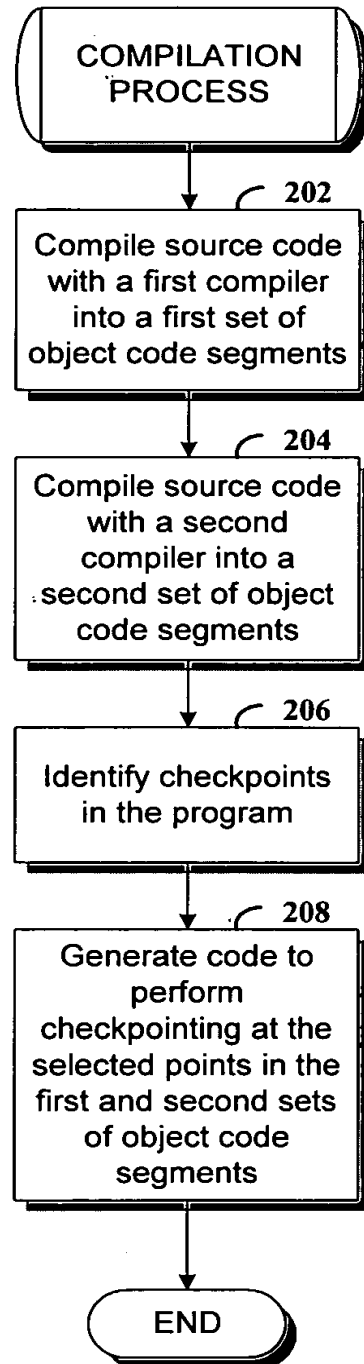 COMPILATION
PROCESS
202
Compile source code
with a first compiler
into a first set of
object code segments
204
Compile source code
with a second
compiler into a
second set of object
code segments
206
Identify checkpoints
in the program
208
Generate code to
perform
checkpointing at the
selected points in the
first and second sets
of object code
segments
END